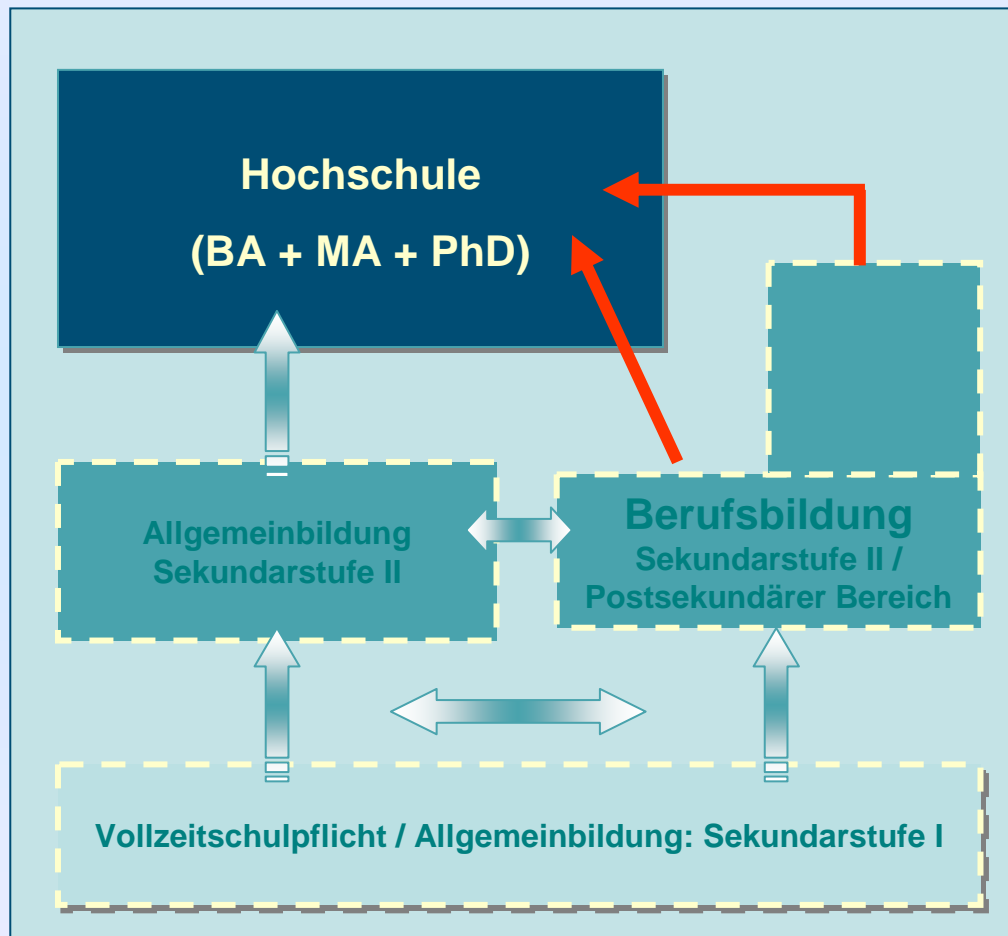 Hochschule
(BA + MA + PhD)
Allgemeinbildung
Sekundarstufe II
Berufsbildung
Sekundarstufe II /
Postsekundärer Bereich
Vollzeitschulpflicht / Allgemeinbildung: Sekundarstufe I